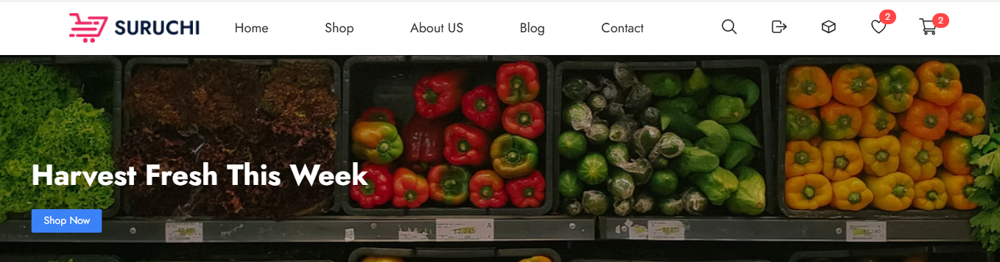 SURUCHI
Home
Shop
About US
Blog
Contact
2
2
Harvest Fresh This Week
Shop Now